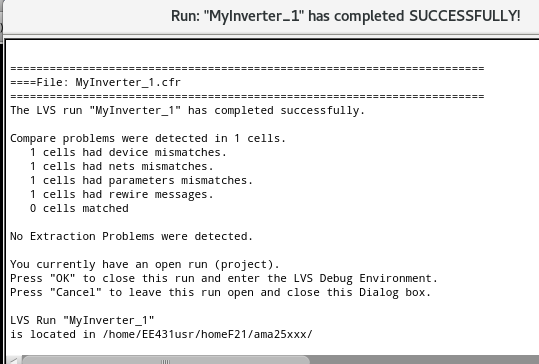 Run: "MyInverter_1" has completed SUCCESSFULLY!
========================================================================
====File: MyInverter_1.cfr
========================================================================
The LVS run "MyInverter_1" has completed successfully.
Compare problems were detected in 1 cells.
1 cells had device mismatches.
1 cells had nets mismatches.
1 cells had parameters mismatches.
1 cells had rewire messages.
0 cells matched
No Extraction Problems were detected.
You currently have an open run (project).
Press "OK" to close this run and enter the LVS Debug Environment.
Press "Cancel" to leave this run open and close this Dialog box.
LVS Run "MyInverter_1"
is located in /home/EE431usr/homeF21/ama25xxx/